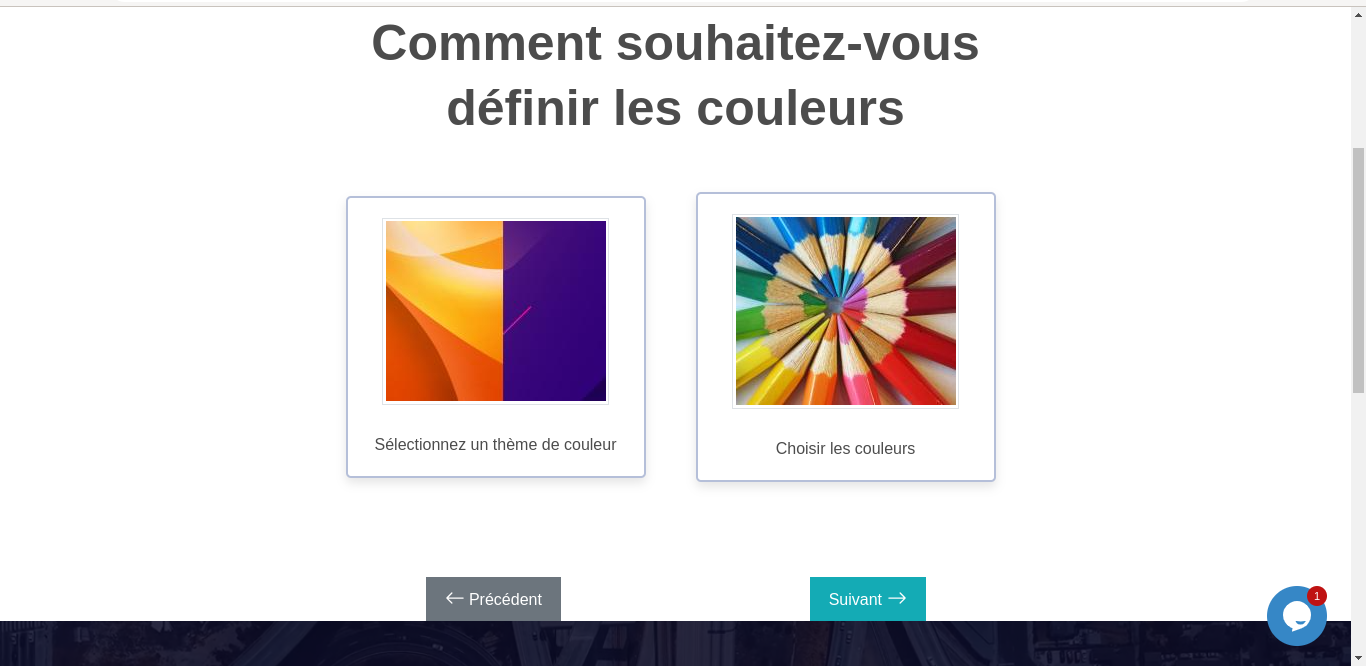 Comment souhaitez-vous
définir les couleurs
Sélectionnez un thème de couleur
Choisir les couleurs
Précédent
Suivant
1